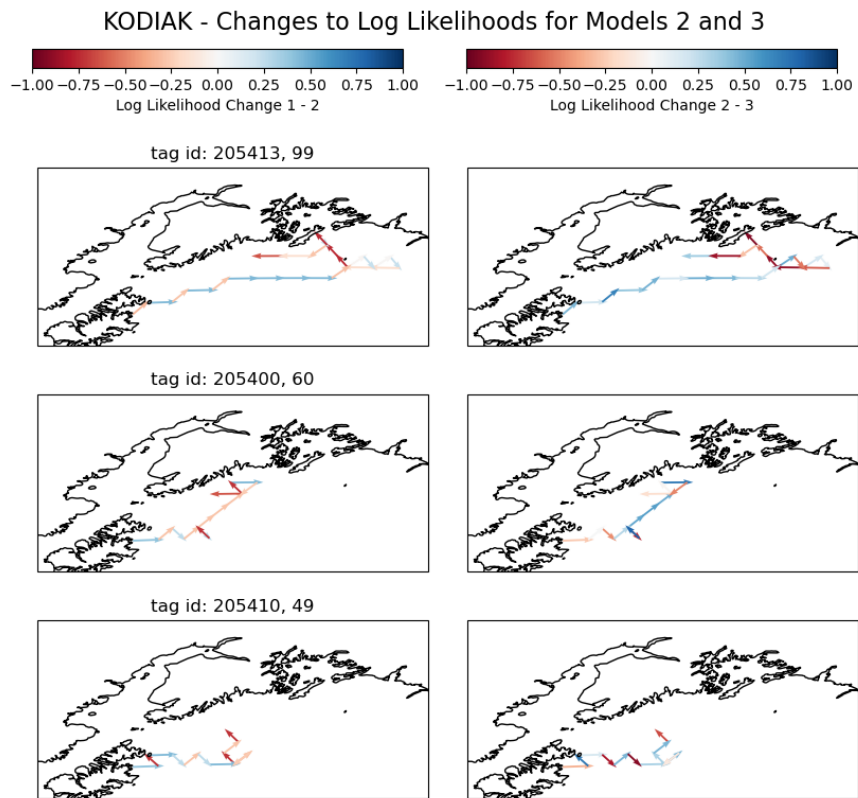 KODIAK - Changes to Log Likelihoods for Models 2 and 3
−1.00 −0.75 −0.50 −0.25 0.00 0.25 0.50 0.75 1.00
Log Likelihood Change 1 - 2
−1.00 −0.75 −0.50 −0.25 0.00 0.25 0.50 0.75 1.00
Log Likelihood Change 2 - 3
tag id: 205413, 99
tag id: 205400, 60
tag id: 205410, 49